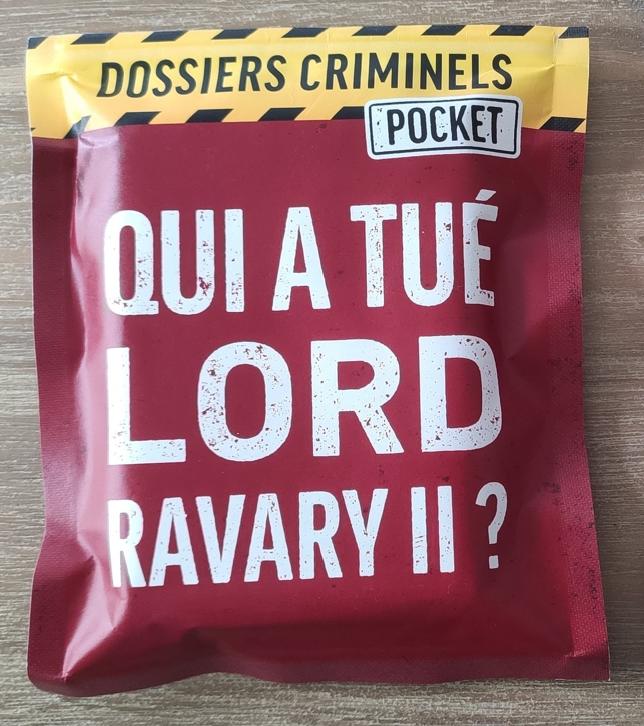 DOSSIERS CRIMINELS
POCKET
QUI A TUÉ
LORD
RAVARY II ?